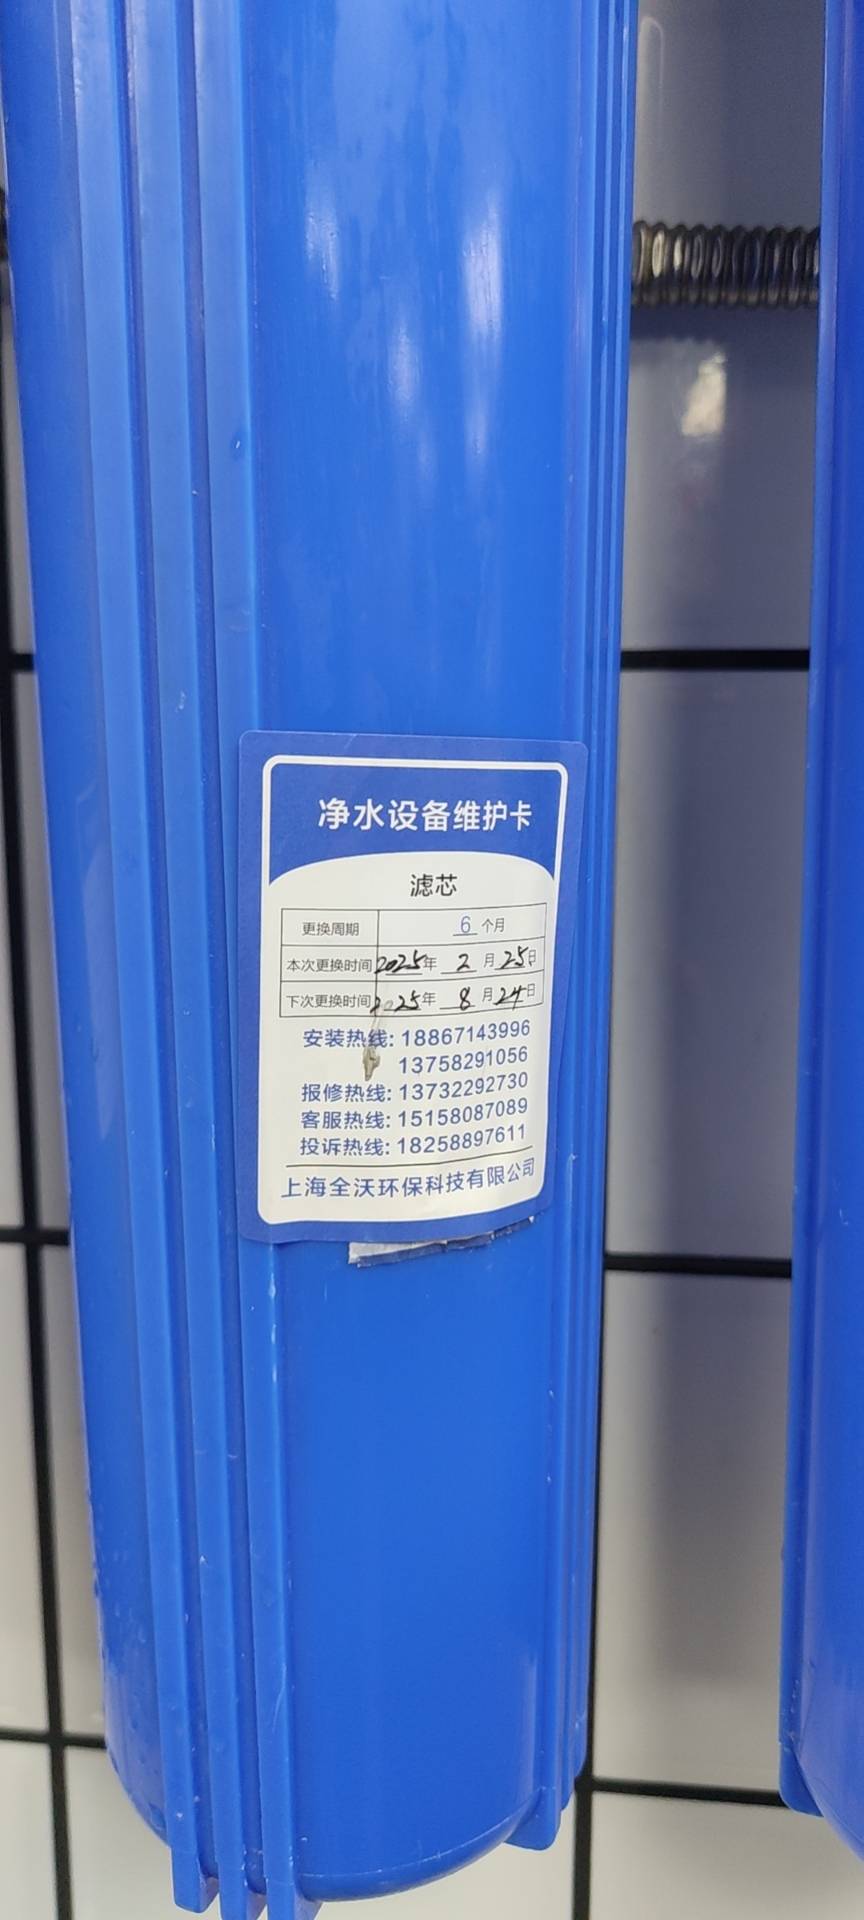 净水设备维护卡
滤芯
更换周期 6 个月
本次更换时间 2025年 2 月 25日
下次更换时间 2025年 8 月 24日
安装热线: 18867143996
13758291056
报修热线: 13732292730
客服热线: 15158087089
投诉热线: 18258897611
上海全沃环保科技有限公司